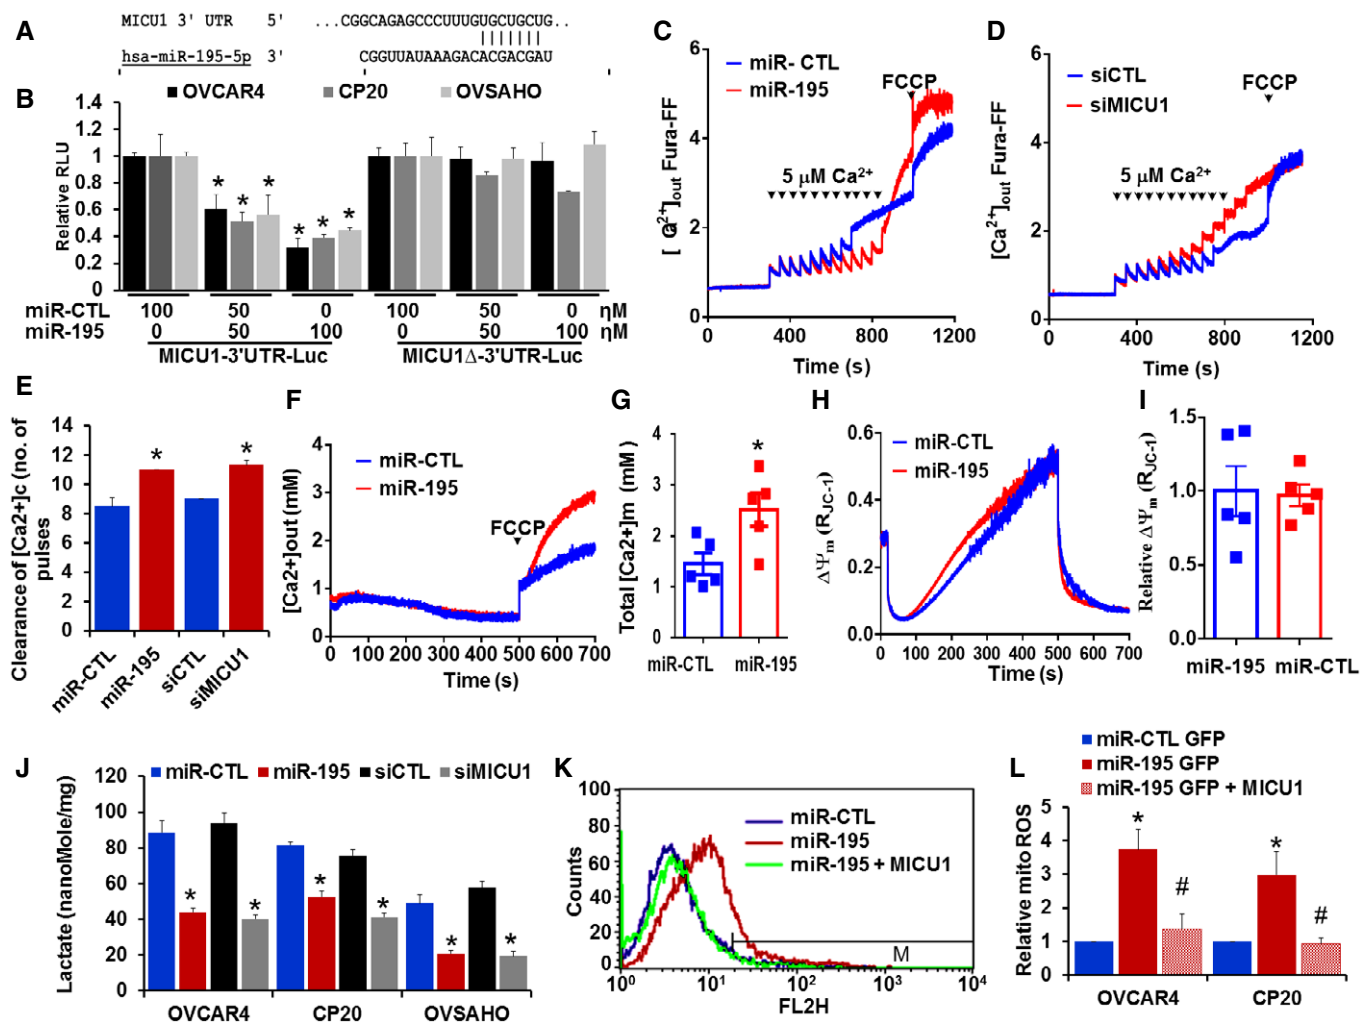 A
MICU1 3' UTR 5' ...CGGCAGAGCCCUUUGUGCUGCUG..
hsa-miR-195-5p 3' CGGUUAUAAAGACACGACGAU
B
OVCAR4 CP20 OVSAHO
Relative RLU
1.4
1.2
1
0.8
0.6
0.4
0.2
0
* * * * * *
miR-CTL 100 50 0 100 50 0 ηM
miR-195 0 50 100 0 50 100 ηM
MICU1-3'UTR-Luc MICU1Δ-3'UTR-Luc
C
miR- CTL
miR-195
FCCP
5 µM Ca2+
[ Q2+]out Fura-FF
6
4
2
0
0 400 800 1200
Time (s)
D
siCTL
siMICU1
FCCP
5 µM Ca2+
[Ca2+]out Fura-FF
6
4
2
0
0 400 800 1200
Time (s)
E
Clearance of [Ca2+]c (no. of pulses
14
12
10
8
6
4
2
0
* *
miR-CTL miR-195 siCTL siMICU1
F
miR-CTL
miR-195
FCCP
[Ca2+]out (mM)
4
3
2
1
0
0 100 200 300 400 500 600 700
Time (s)
G
Total [Ca2+]m (mM )
4
3
2
1
0
*
miR-CTL miR-195
H
miR-CTL
miR-195
ΔΨm (RJC-1)
0.6
0.4
0.2
0.0
0 100 200 300 400 500 600 700
Time (s)
I
Relative ΔΨm (RJC-1)
1.5
1.0
0.5
0.0
miR-195 miR-CTL
J
miR-CTL miR-195 siCTL siMICU1
Lactate (nanoMole/mg)
120
100
80
60
40
20
0
* * * * * *
OVCAR4 CP20 OVSAHO
K
miR-CTL
miR-195
miR-195 + MICU1
Counts
100
80
60
40
20
0
M
10^0 10^1 10^2 10^3 10^4
FL2H
L
miR-CTL GFP
miR-195 GFP
miR-195 GFP + MICU1
Relative mito ROS
5
4
3
2
1
0
* # * #
OVCAR4 CP20